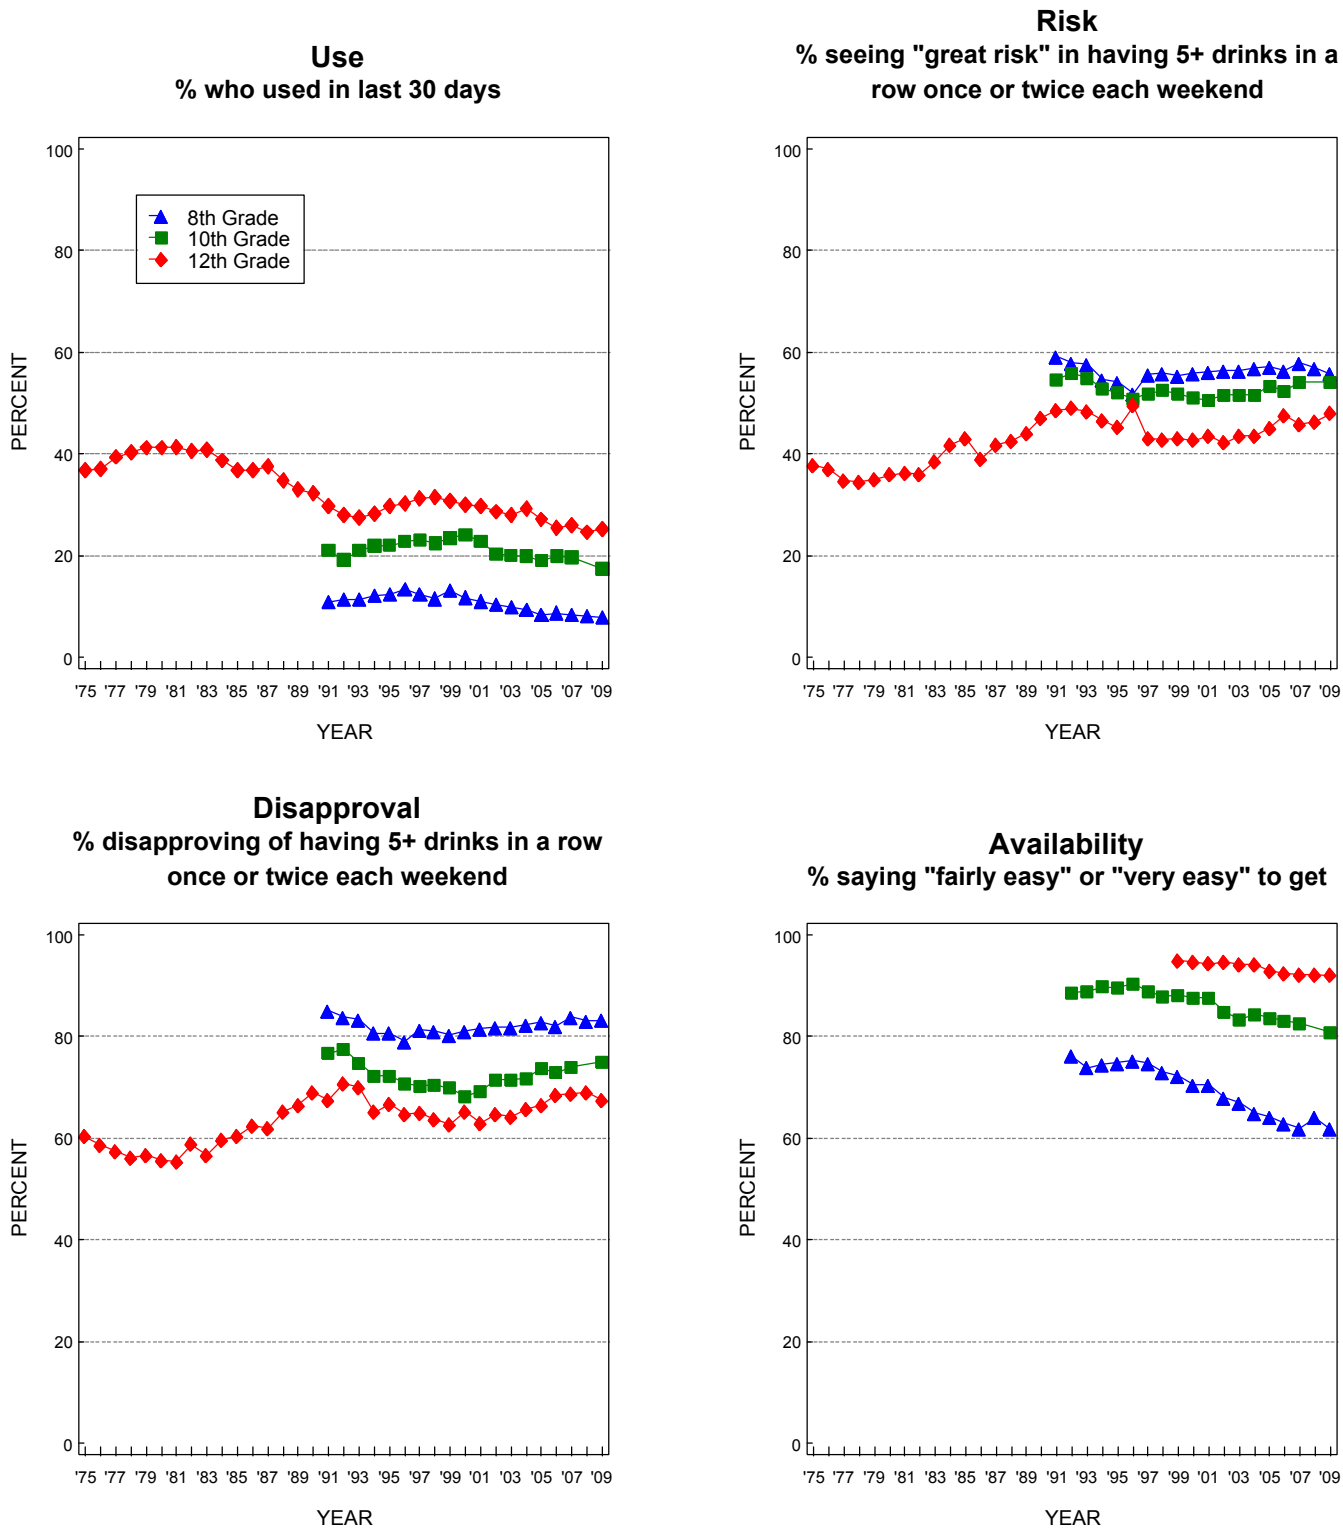 Use
% who used in last 30 days
100
80
60
40
20
0
PERCENT
8th Grade
10th Grade
12th Grade
'75 '77 '79 '81 '83 '85 '87 '89 '91 '93 '95 '97 '99 '01 '03 '05 '07 '09
YEAR
Risk
% seeing "great risk" in having 5+ drinks in a
row once or twice each weekend
100
80
60
40
20
0
PERCENT
'75 '77 '79 '81 '83 '85 '87 '89 '91 '93 '95 '97 '99 '01 '03 '05 '07 '09
YEAR
Disapproval
% disapproving of having 5+ drinks in a row
once or twice each weekend
100
80
60
40
20
0
PERCENT
'75 '77 '79 '81 '83 '85 '87 '89 '91 '93 '95 '97 '99 '01 '03 '05 '07 '09
YEAR
Availability
% saying "fairly easy" or "very easy" to get
100
80
60
40
20
0
PERCENT
'75 '77 '79 '81 '83 '85 '87 '89 '91 '93 '95 '97 '99 '01 '03 '05 '07 '09
YEAR